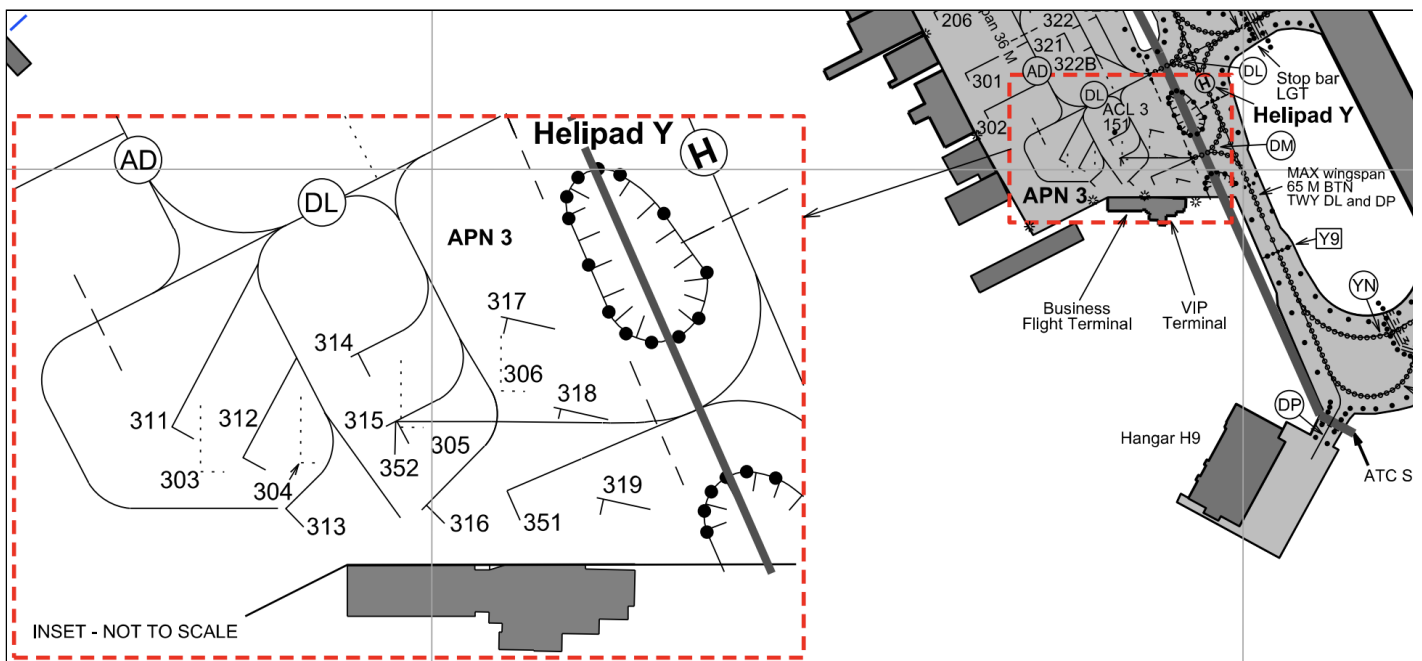 Helipad Y
H
AD
DL
APN 3
317
314
306
318
311
312
315
305
352
303
304
319
313
316
351
INSET - NOT TO SCALE
206
322
321
322B
301
AD
DL
DL
Stop bar
LGT
H
Helipad Y
ACL 3
302
151
DM
MAX wingspan
65 M BTN
TWY DL and DP
APN 3
Y9
Business
Flight Terminal
VIP
Terminal
YN
DP
Hangar H9
ATC S